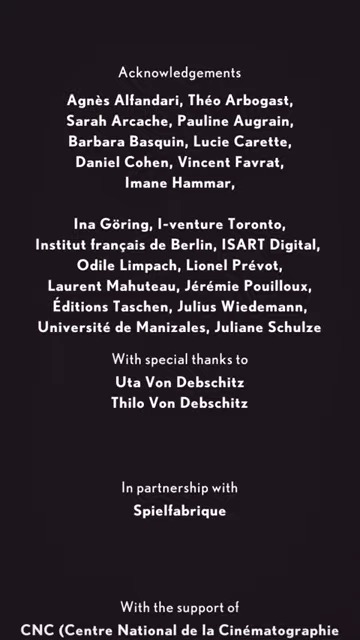 Acknowledgements
Agnès Alfandari, Théo Arbogast,
Sarah Arcache, Pauline Augrain,
Barbara Basquin, Lucie Carette,
Daniel Cohen, Vincent Favrat,
Imane Hammar,
Ina Göring, I-venture Toronto,
Institut français de Berlin, ISART Digital,
Odile Limpach, Lionel Prévot,
Laurent Mahuteau, Jérémie Pouilloux,
Éditions Taschen, Julius Wiedemann,
Université de Manizales, Juliane Schulze
With special thanks to
Uta Von Debschitz
Thilo Von Debschitz
In partnership with
Spielfabrique
With the support of
CNC (Centre National de la Cinématographie